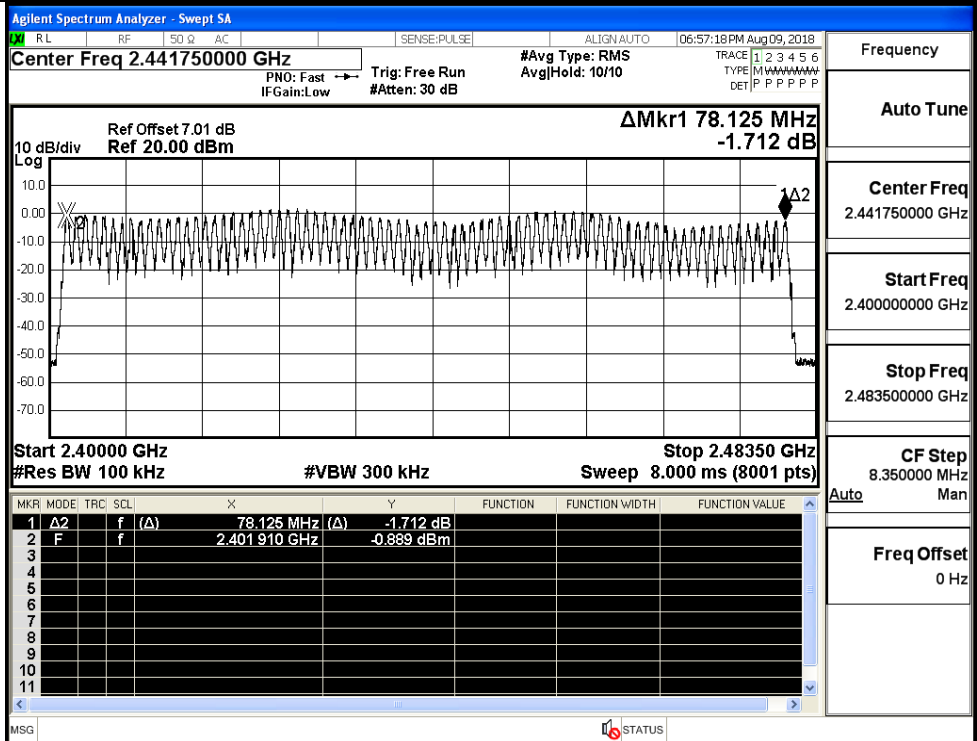 Agilent Spectrum Analyzer - Swept SA
LXI RL RF 50 Ω AC SENSE:PULSE ALIGN AUTO 06:57:18 PM Aug 09, 2018
Center Freq 2.441750000 GHz
PNO: Fast
IFGain:Low
Trig: Free Run
#Atten: 30 dB
#Avg Type: RMS
Avg|Hold: 10/10
TRACE 1 2 3 4 5 6
TYPE M
DET P P P P P P
Ref Offset 7.01 dB
10 dB/div Ref 20.00 dBm
Log
ΔMkr1 78.125 MHz
-1.712 dB
10.0
0.00
-10.0
-20.0
-30.0
-40.0
-50.0
-60.0
-70.0
2
1Δ2
Start 2.40000 GHz Stop 2.48350 GHz
#Res BW 100 kHz #VBW 300 kHz Sweep 8.000 ms (8001 pts)
MKR MODE TRC SCL X Y FUNCTION FUNCTION WIDTH FUNCTION VALUE
1 Δ2 f (Δ) 78.125 MHz (Δ) -1.712 dB
2 F f 2.401 910 GHz -0.889 dBm
3
4
5
6
7
8
9
10
11
MSG STATUS
Frequency
Auto Tune
Center Freq
2.441750000 GHz
Start Freq
2.400000000 GHz
Stop Freq
2.483500000 GHz
CF Step
8.350000 MHz
Auto Man
Freq Offset
0 Hz